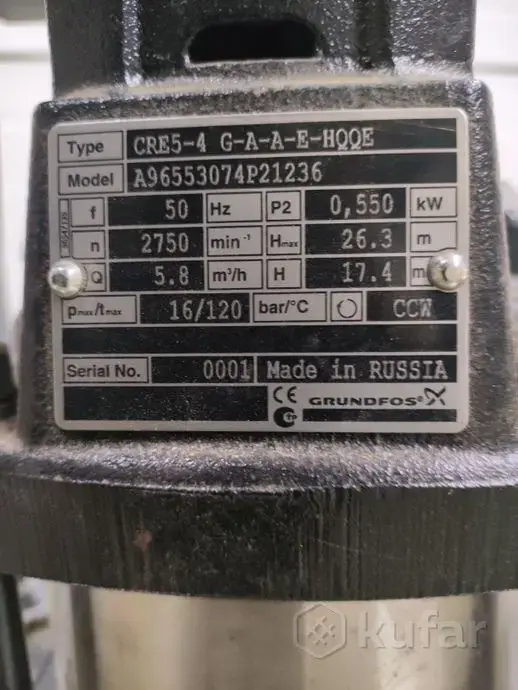 Type CRE5-4 G-A-A-E-HQQE
Model A96553074P21236
f 50 Hz P2 0,550 kW
n 2750 min⁻¹ Hmax 26.3 m
Q 5.8 m³/h H 17.4 m
pmax/tmax 16/120 bar/°C CCW
Serial No. 0001 Made in RUSSIA
CE
GRUNDFOS
kufar